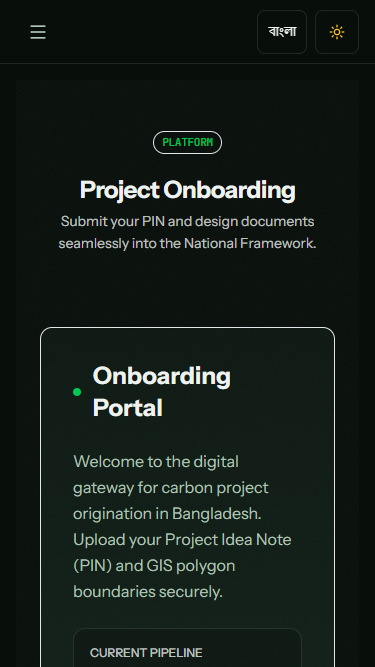 বাংলা
PLATFORM
Project Onboarding
Submit your PIN and design documents
seamlessly into the National Framework.
Onboarding
Portal
Welcome to the digital
gateway for carbon project
origination in Bangladesh.
Upload your Project Idea Note
(PIN) and GIS polygon
boundaries securely.
CURRENT PIPELINE